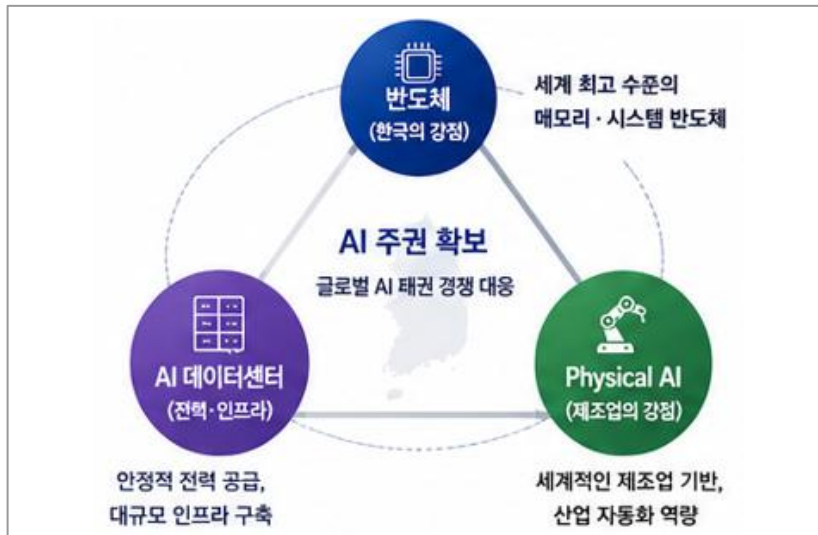 반도체
(한국의 강점)
세계 최고 수준의
매모리·시스템 반도체
AI 주권 확보
글로벌 AI 패권 경쟁 대응
AI 데이터센터
(전력·인프라)
Physical AI
(제조업의 강점)
안정적 전력 공급,
대규모 인프라 구축
세계적인 제조업 기반,
산업 자동화 역량